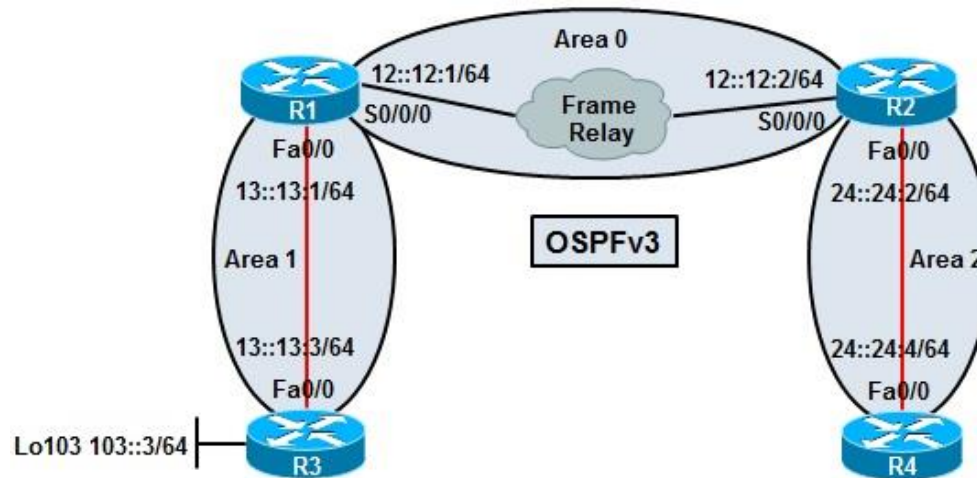 Area 0
12::12:1/64
12::12:2/64
R1
Frame
Relay
R2
S0/0/0
S0/0/0
Fa0/0
Fa0/0
13::13:1/64
24::24:2/64
OSPFv3
Area 1
Area 2
13::13:3/64
24::24:4/64
Fa0/0
Fa0/0
Lo103 103::3/64
R3
R4